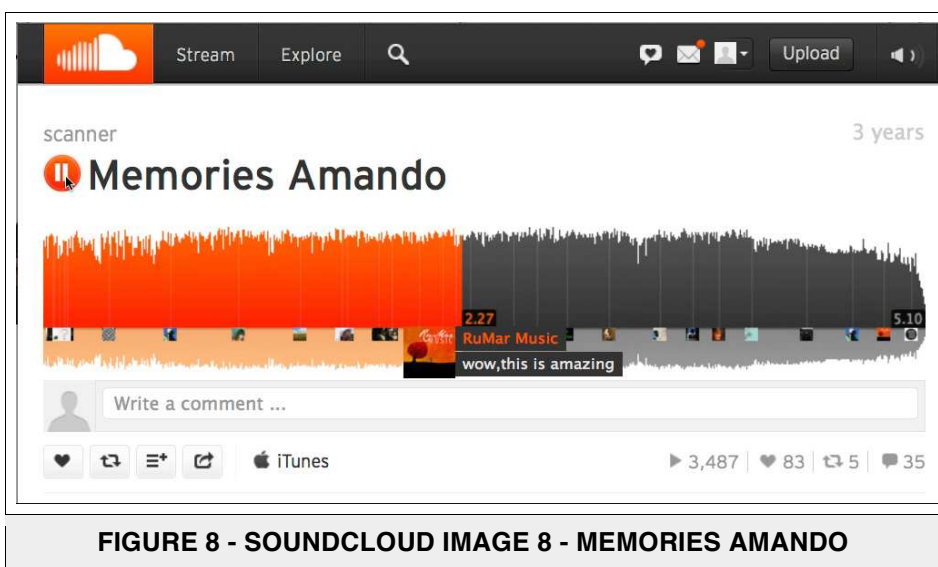 Stream Explore Upload
scanner 3 years
Memories Amando
2.27 5.10
RuMar Music
wow,this is amazing
Write a comment ...
iTunes 3,487 83 5 35
FIGURE 8 - SOUNDCLOUD IMAGE 8 - MEMORIES AMANDO